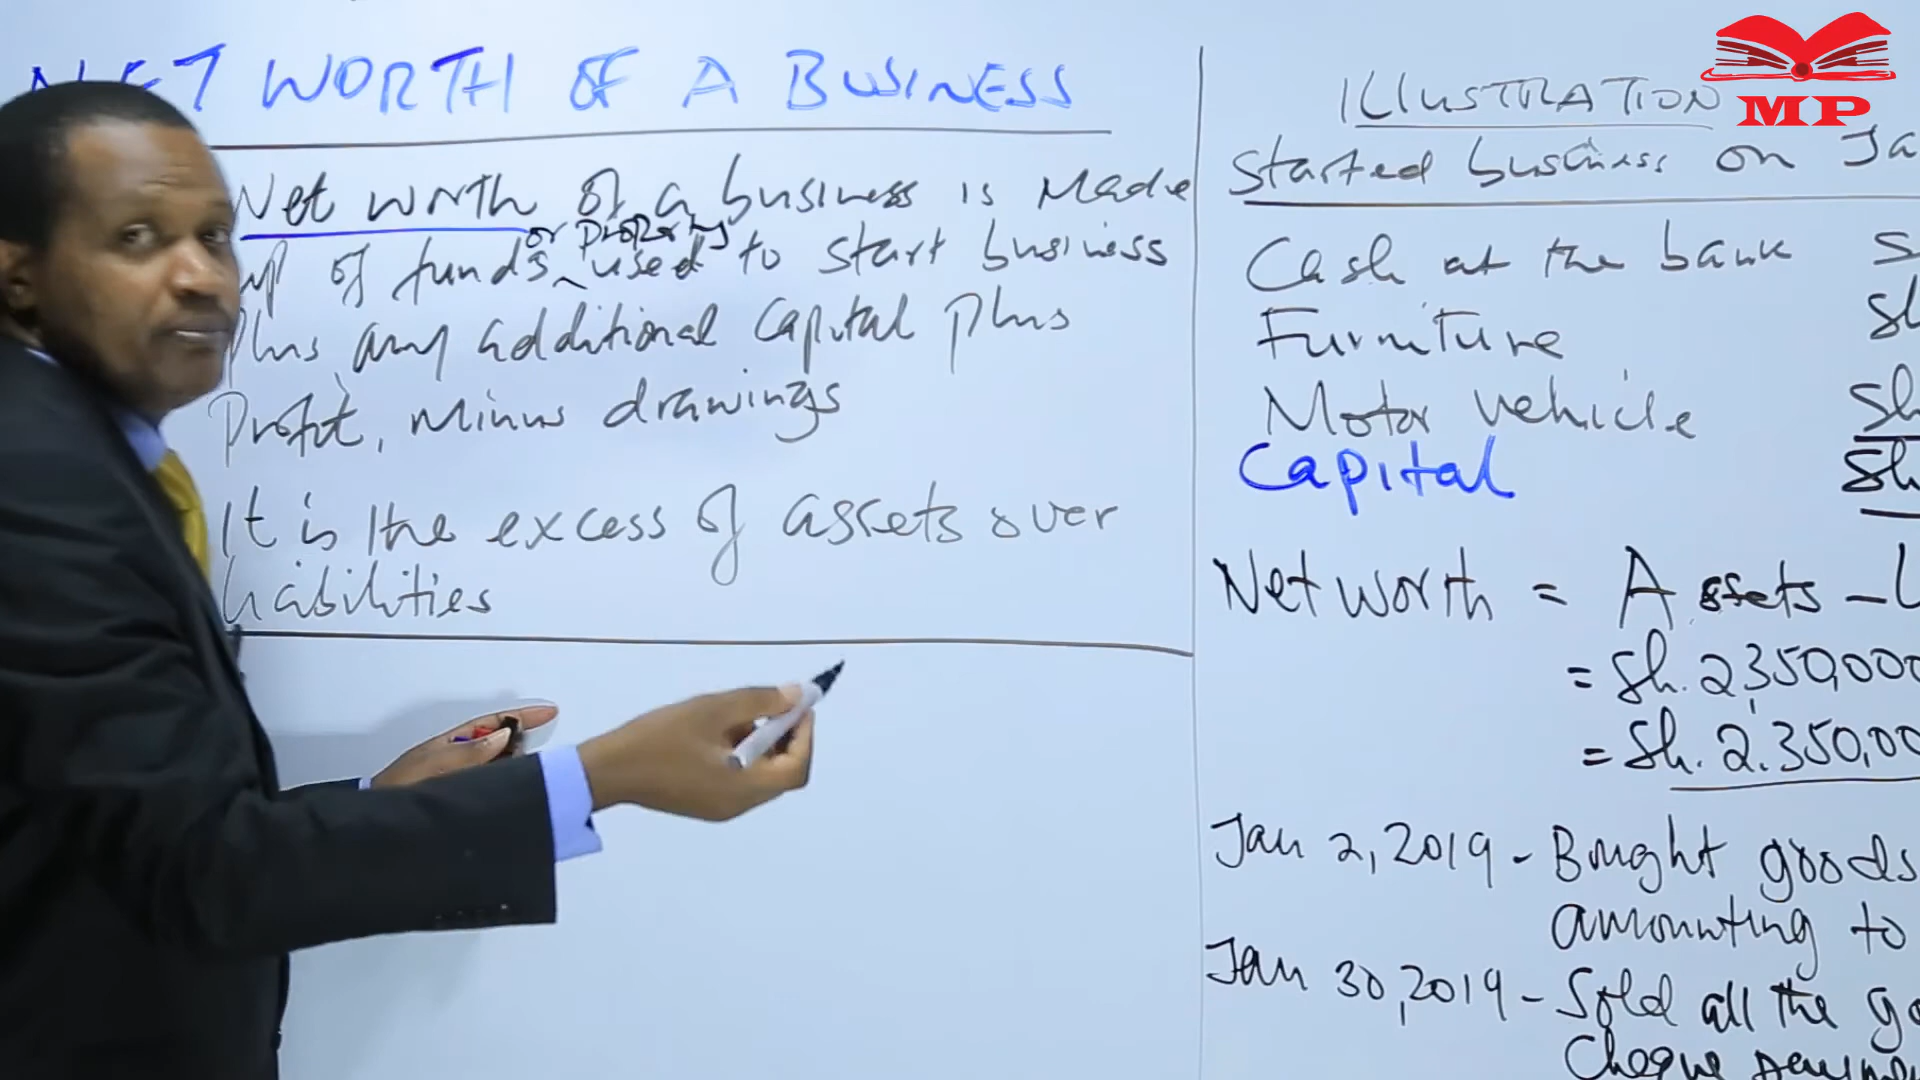 NET WORTH OF A BUSINESS
Net worth of a business is Made
up of funds or property used to start business
Plus any additional capital plus
Profit, Minus drawings
It is the excess of assets over
liabilities
ILLUSTRATION
Started business on Ja
Cash at the bank S
Furniture Sh
Motor vehicle Sh
Capital Sh
Net worth = Assets - L
= Sh. 2,350,000
= Sh. 2.350,00
Jan 2, 2019 - Bought goods
amounting to
Jan 30, 2019 - Sold all the go
Cheque
MP